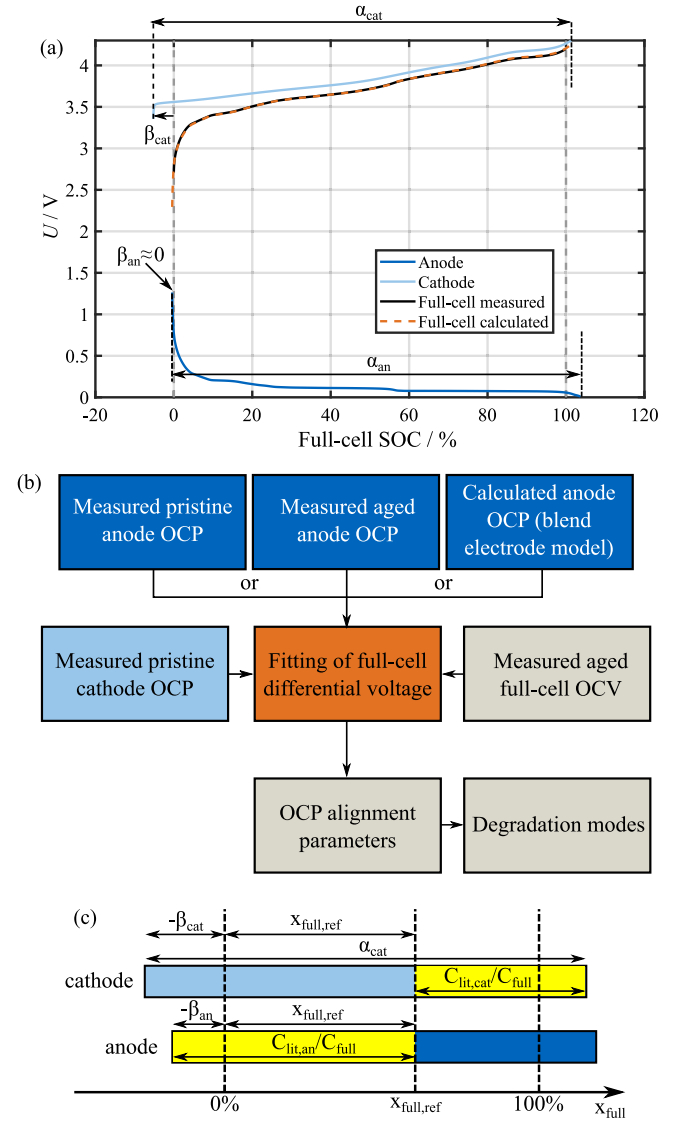 α_cat
(a)
4
3.5
3
2.5
2
1.5
1
0.5
0
U / V
β_cat
β_an≈0
Anode
Cathode
Full-cell measured
Full-cell calculated
α_an
-20
0
20
40
60
80
100
120
Full-cell SOC / %
(b)
Measured pristine
anode OCP
Measured aged
anode OCP
Calculated anode
OCP (blend
electrode model)
or
or
Measured pristine
cathode OCP
Fitting of full-cell
differential voltage
Measured aged
full-cell OCV
OCP alignment
parameters
Degradation modes
(c)
-β_cat
x_full,ref
α_cat
cathode
C_lit,cat/C_full
-β_an
x_full,ref
anode
C_lit,an/C_full
0%
x_full,ref
100%
x_full